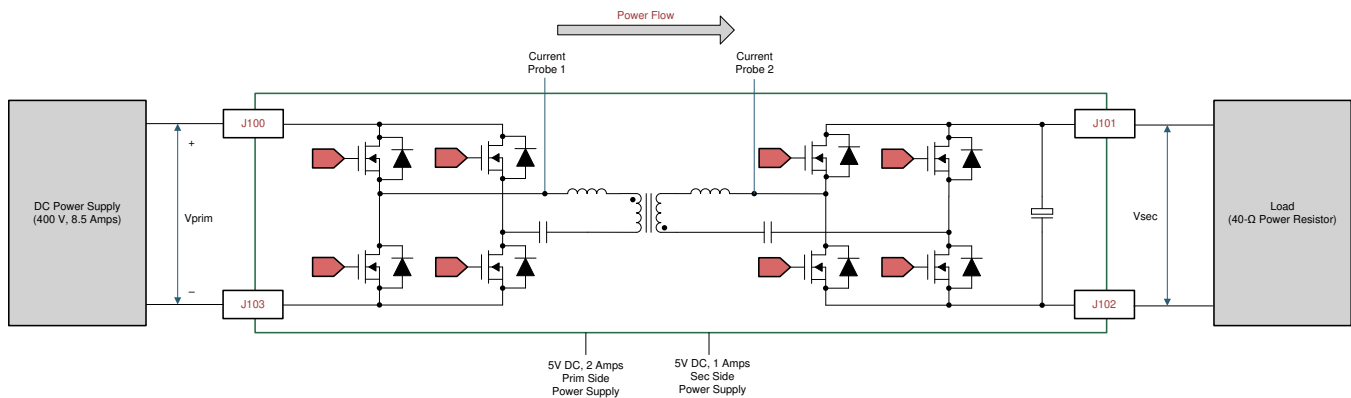 Power Flow
Current
Probe 1
Current
Probe 2
J100
J101
+
DC Power Supply
(400 V, 8.5 Amps)
Vprim
Vsec
Load
(40-Ω Power Resistor)
–
J103
J102
5V DC, 2 Amps
Prim Side
Power Supply
5V DC, 1 Amps
Sec Side
Power Supply